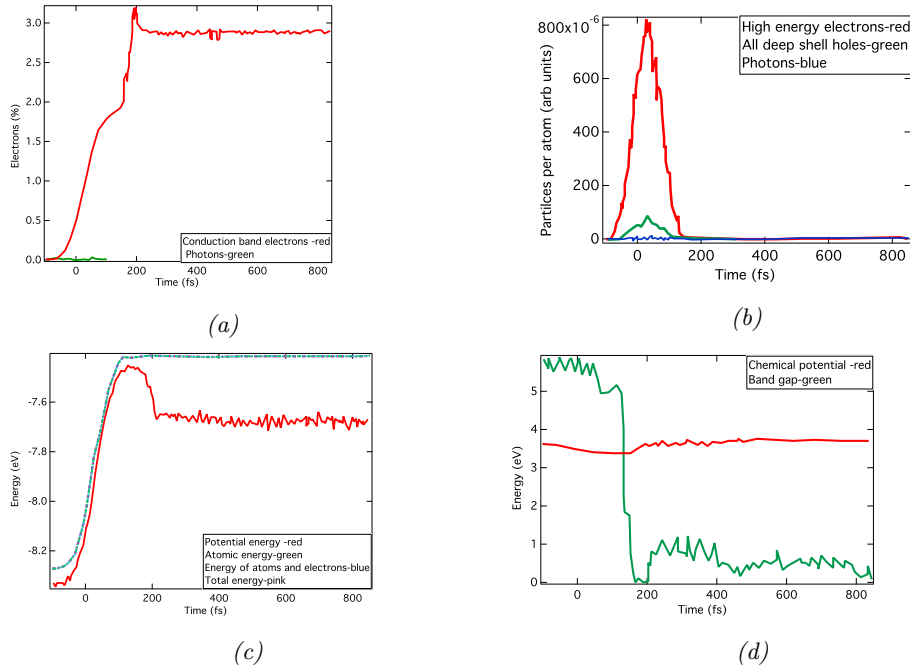 3.0
2.5
2.0
1.5
1.0
0.5
0.0
Electrons (%)
0
200
400
600
800
Time (fs)
Conduction band electrons -red
Photons-green
(a)
800x10-6
600
400
200
0
Partilces per atom (arb units)
0
200
400
600
800
Time (fs)
High energy electrons-red
All deep shell holes-green
Photons-blue
(b)
-7.6
-7.8
-8.0
-8.2
Energy (eV)
0
200
400
600
800
Time (fs)
Potential energy -red
Atomic energy-green
Energy of atoms and electrons-blue
Total energy-pink
(c)
5
4
3
2
1
0
Energy (eV)
0
200
400
600
800
Time (fs)
Chemical potential -red
Band gap-green
(d)